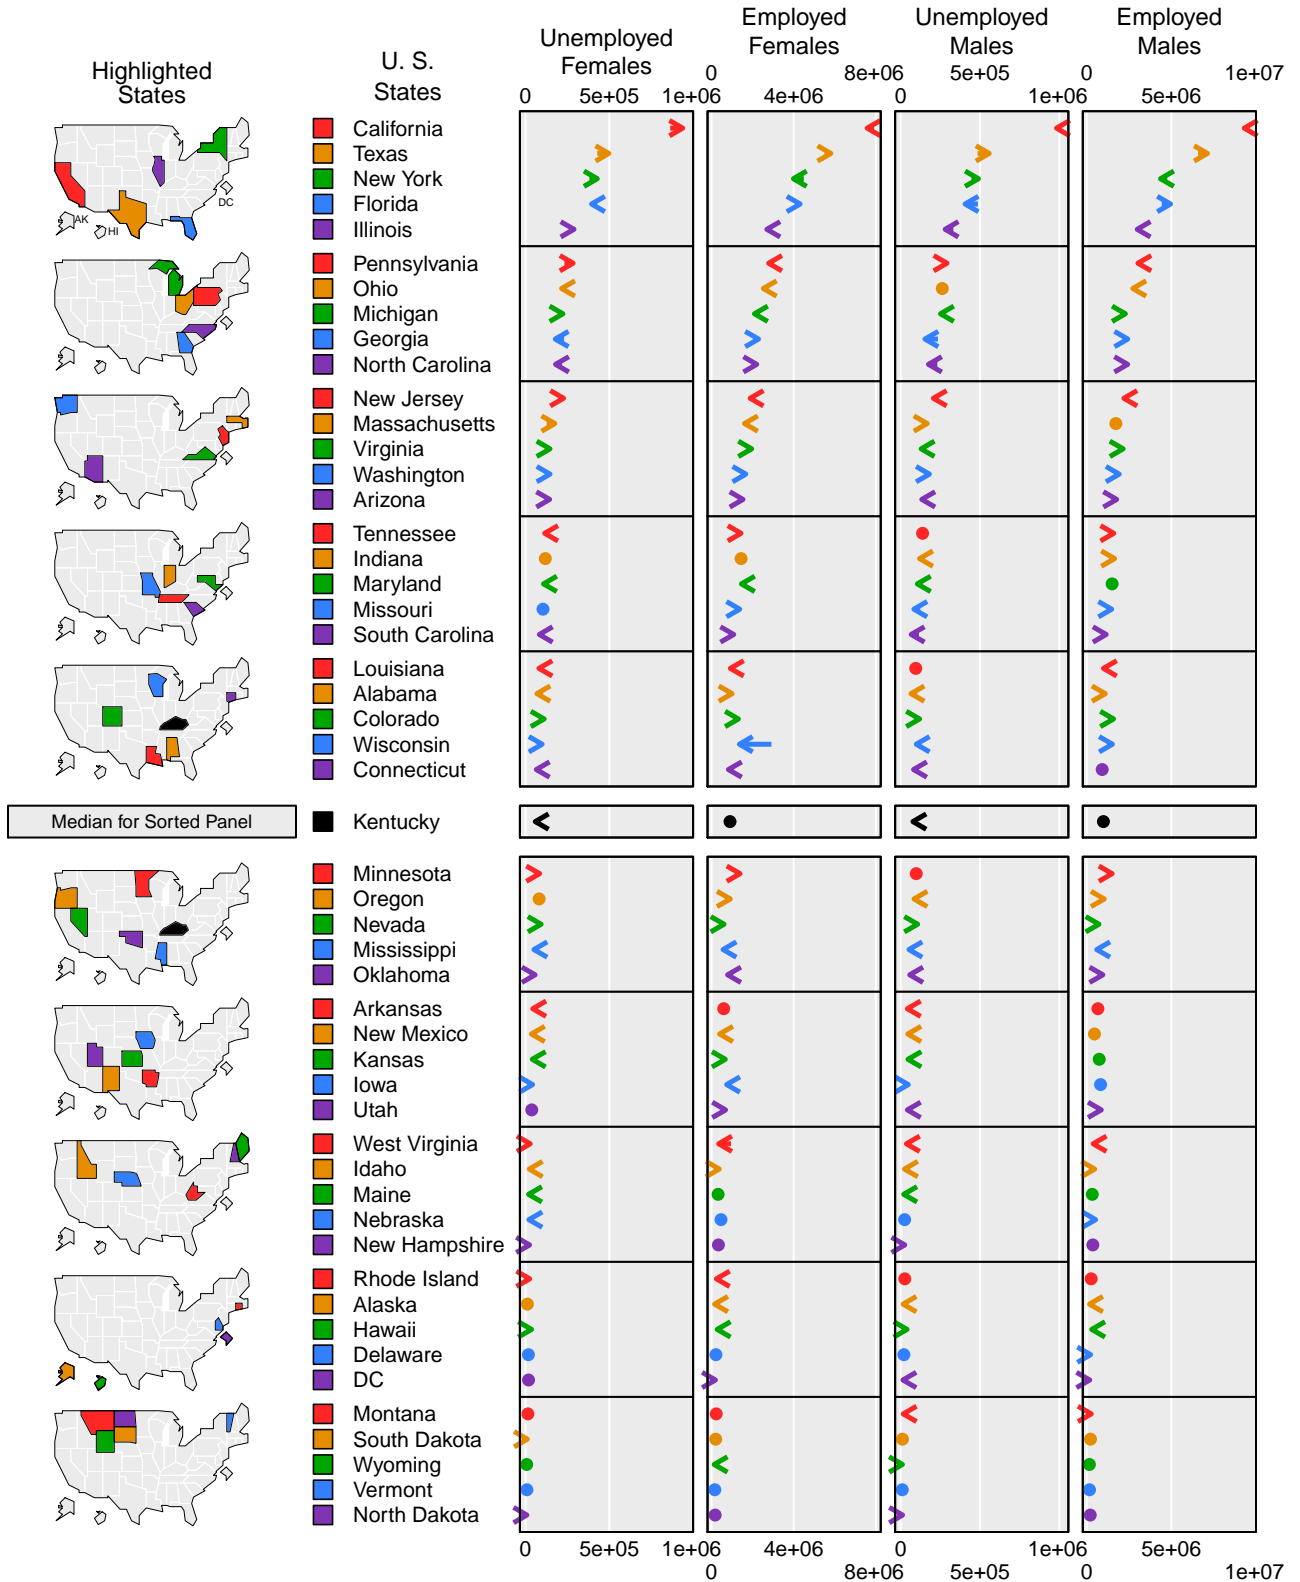 Highlighted
States
U. S.
States
Unemployed
Females
Employed
Females
Unemployed
Males
Employed
Males
0 5e+05 1e+06
0 4e+06 8e+06
0 5e+05 1e+06
0 5e+06 1e+07
California
Texas
New York
Florida
Illinois
AK
HI
DC
Pennsylvania
Ohio
Michigan
Georgia
North Carolina
New Jersey
Massachusetts
Virginia
Washington
Arizona
Tennessee
Indiana
Maryland
Missouri
South Carolina
Louisiana
Alabama
Colorado
Wisconsin
Connecticut
Median for Sorted Panel
Kentucky
Minnesota
Oregon
Nevada
Mississippi
Oklahoma
Arkansas
New Mexico
Kansas
Iowa
Utah
West Virginia
Idaho
Maine
Nebraska
New Hampshire
Rhode Island
Alaska
Hawaii
Delaware
DC
Montana
South Dakota
Wyoming
Vermont
North Dakota
0 5e+05 1e+06
0 4e+06 8e+06
0 5e+05 1e+06
0 5e+06 1e+07